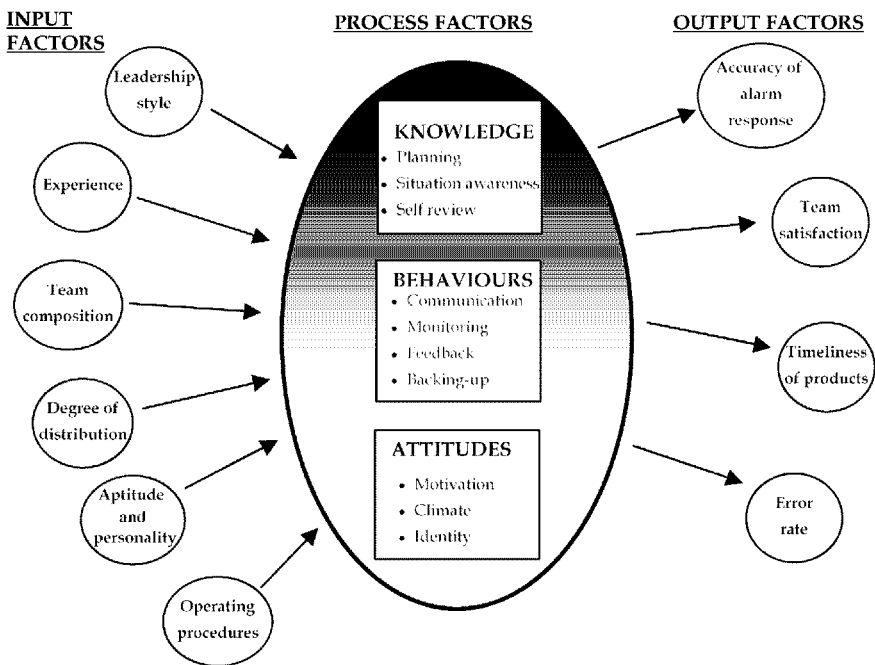 INPUT
FACTORS
PROCESS FACTORS
OUTPUT FACTORS
Leadership
style
Experience
Team
composition
Degree of
distribution
Aptitude
and
personality
Operating
procedures
KNOWLEDGE
• Planning
• Situation awareness
• Self review
BEHAVIOURS
• Communication
• Monitoring
• Feedback
• Backing-up
ATTITUDES
• Motivation
• Climate
• Identity
Accuracy of
alarm
response
Team
satisfaction
Timeliness
of products
Error
rate